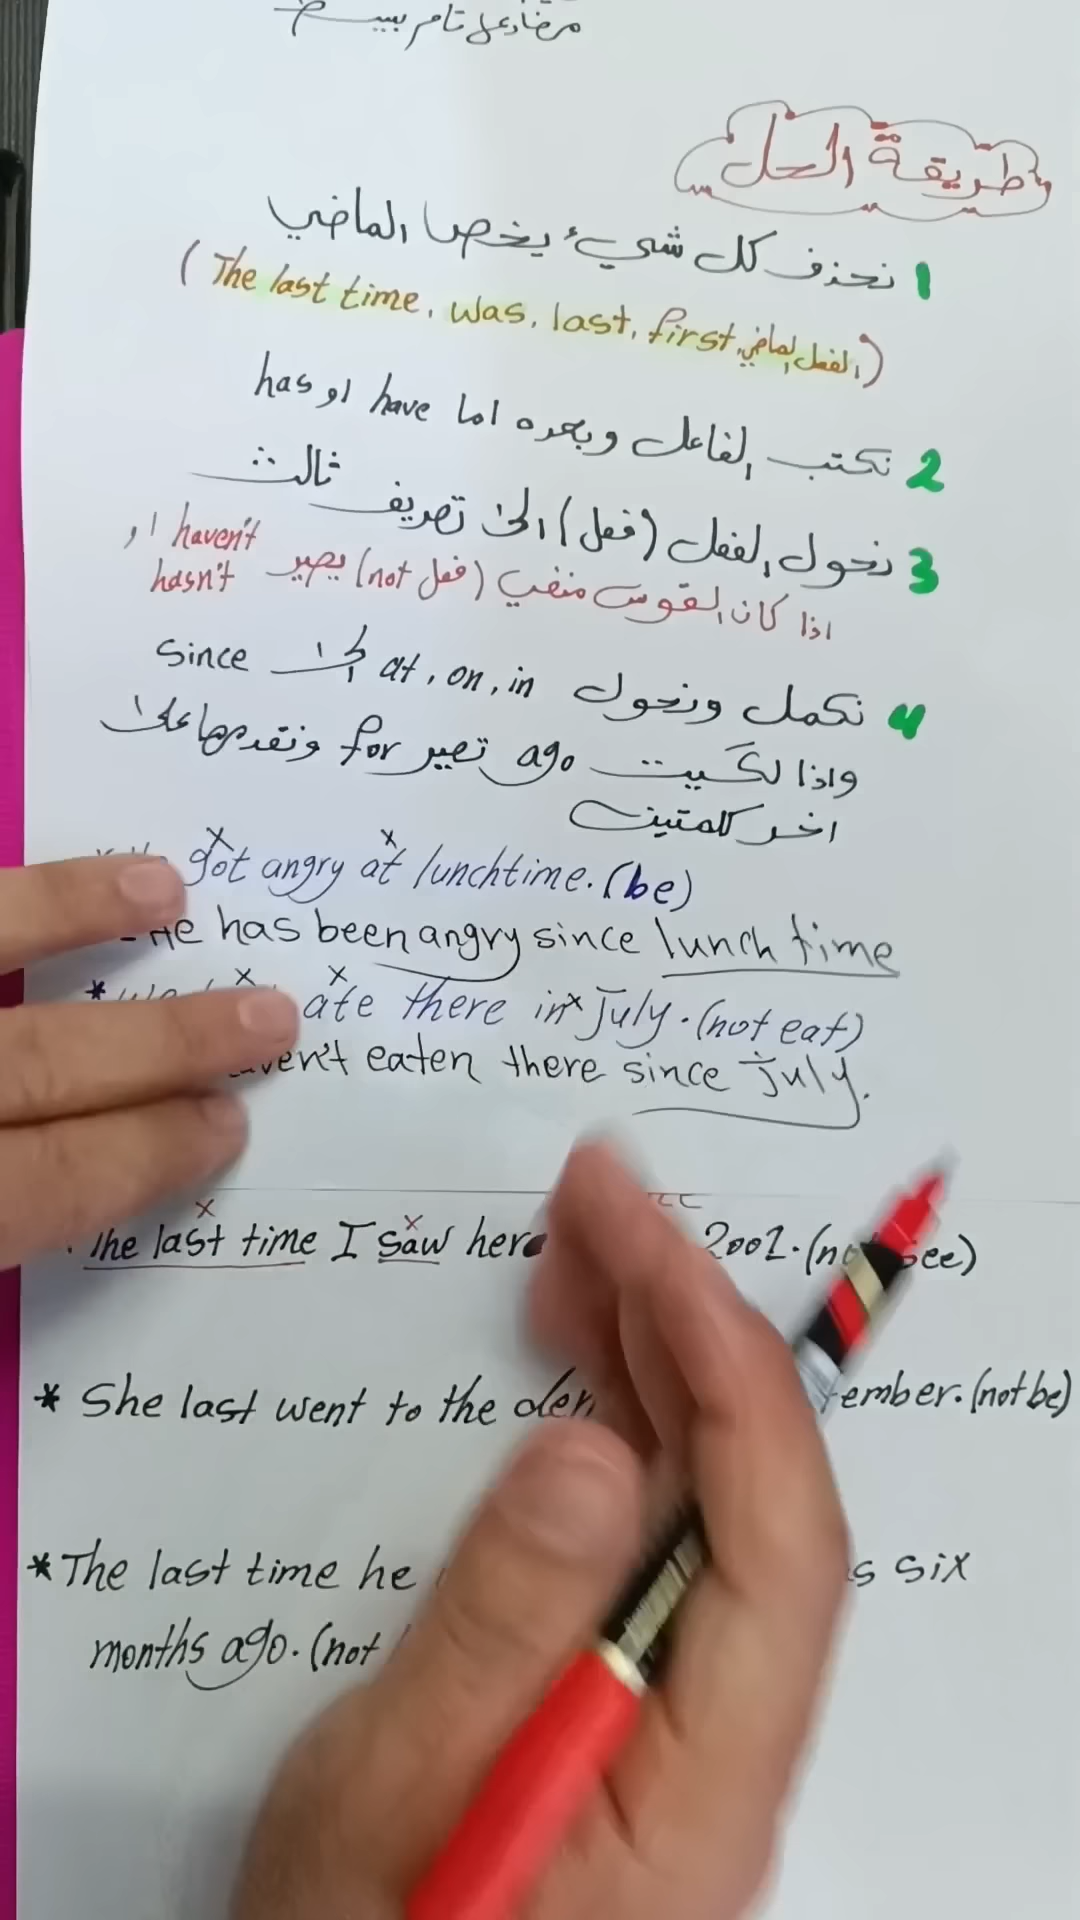 مضارع تام بسيط
طريقة الحل
1 نحذف كل شيء يخص الماضي
(The last time, was, last, first, الفعل الماضي)
2 نكتب الفاعل وبعده اما have او has
3 نحول الفعل (فعل) الى تصريف ثالث
اذا كان القوس منفي (not فعل) يصير haven't او
hasn't
4 نكمل ونحول at, on, in الى since
واذا لكيت ago تصير for ونقدمها على
اخر كلمتين
got angry at lunchtime. (be)
- He has been angry since lunch time
* ate there in july. (not eat)
eaten there since july.
The last time I saw her 2001. (not see)
* She last went to the (not be)
* The last time he six
months ago. (not